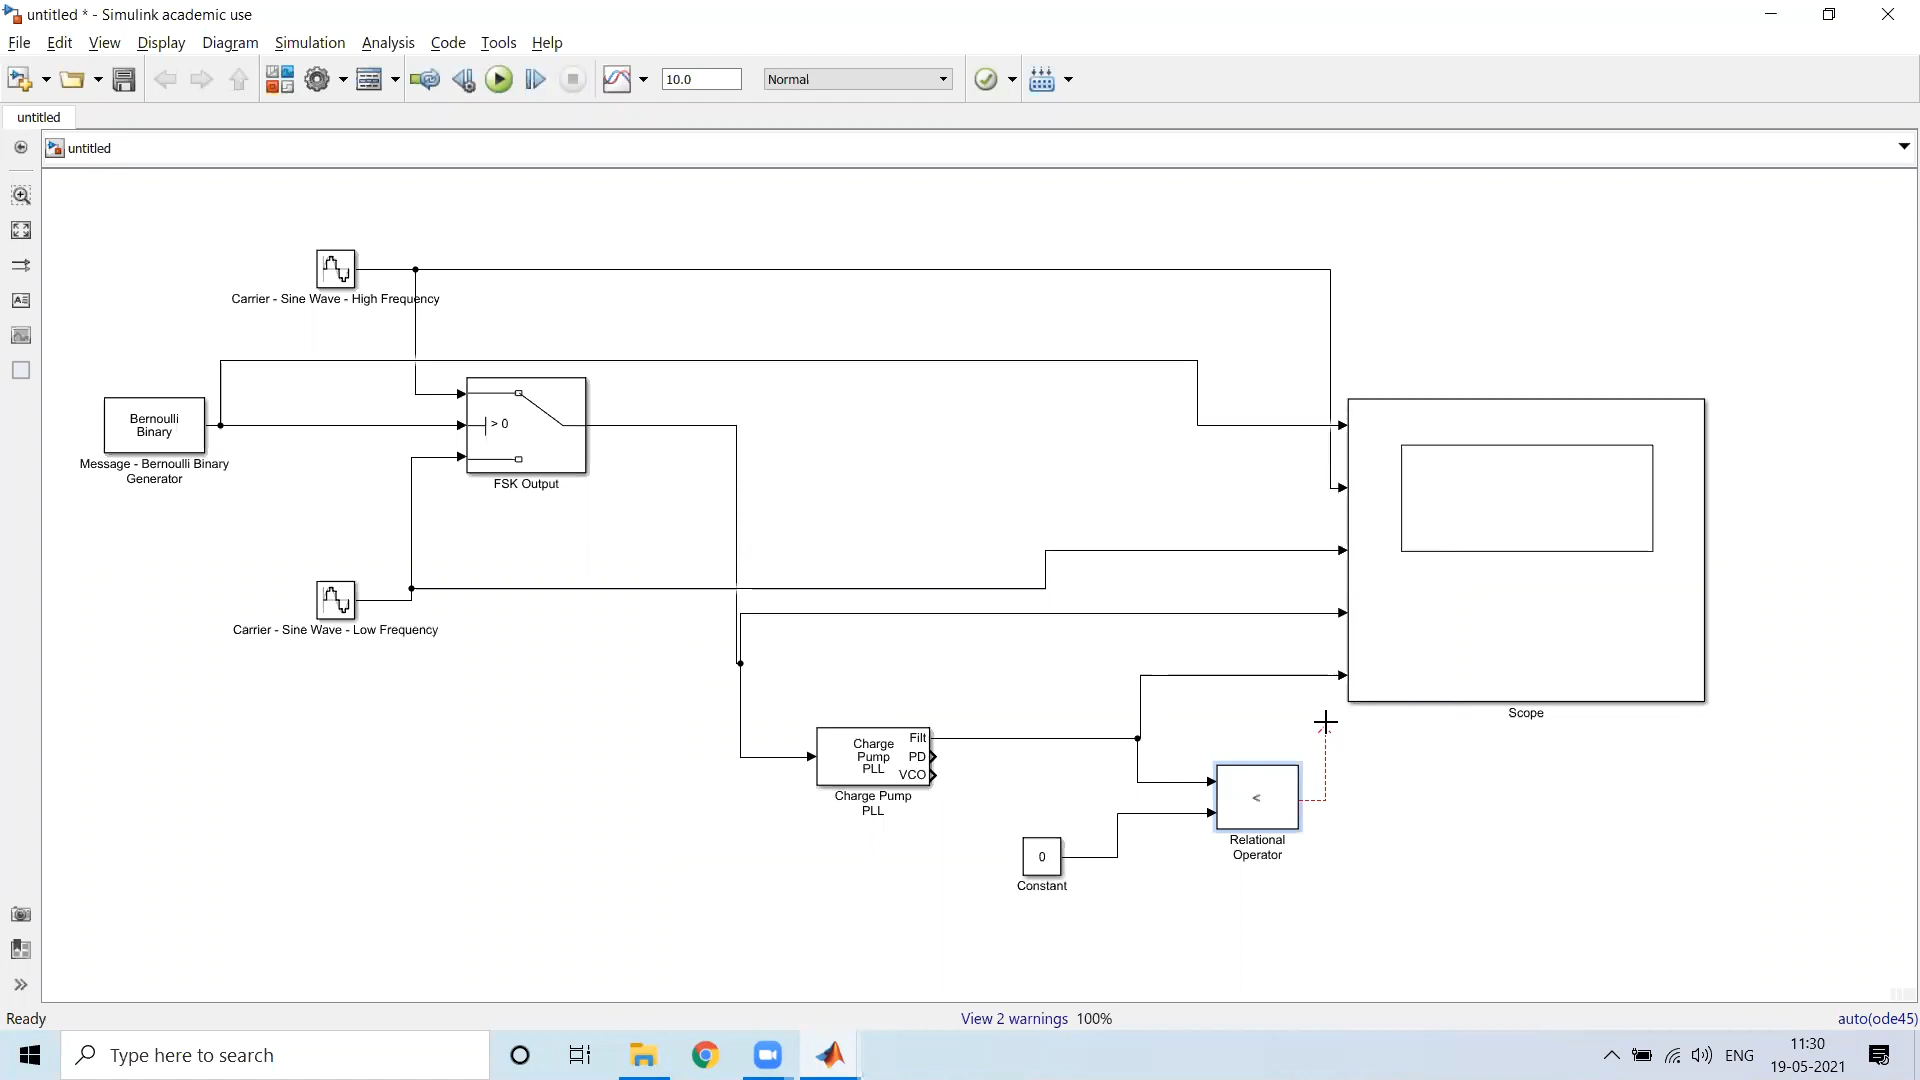 untitled * - Simulink academic use
File Edit View Display Diagram Simulation Analysis Code Tools Help
10.0 Normal
untitled
untitled
Carrier - Sine Wave - High Frequency
Bernoulli
Binary
Message - Bernoulli Binary
Generator
> 0
FSK Output
Carrier - Sine Wave - Low Frequency
Scope
Charge
Pump
PLL
Filt
PD
VCO
Charge Pump
PLL
<
Relational
Operator
0
Constant
Ready View 2 warnings 100% auto(ode45)
Type here to search
ENG
11:30
19-05-2021